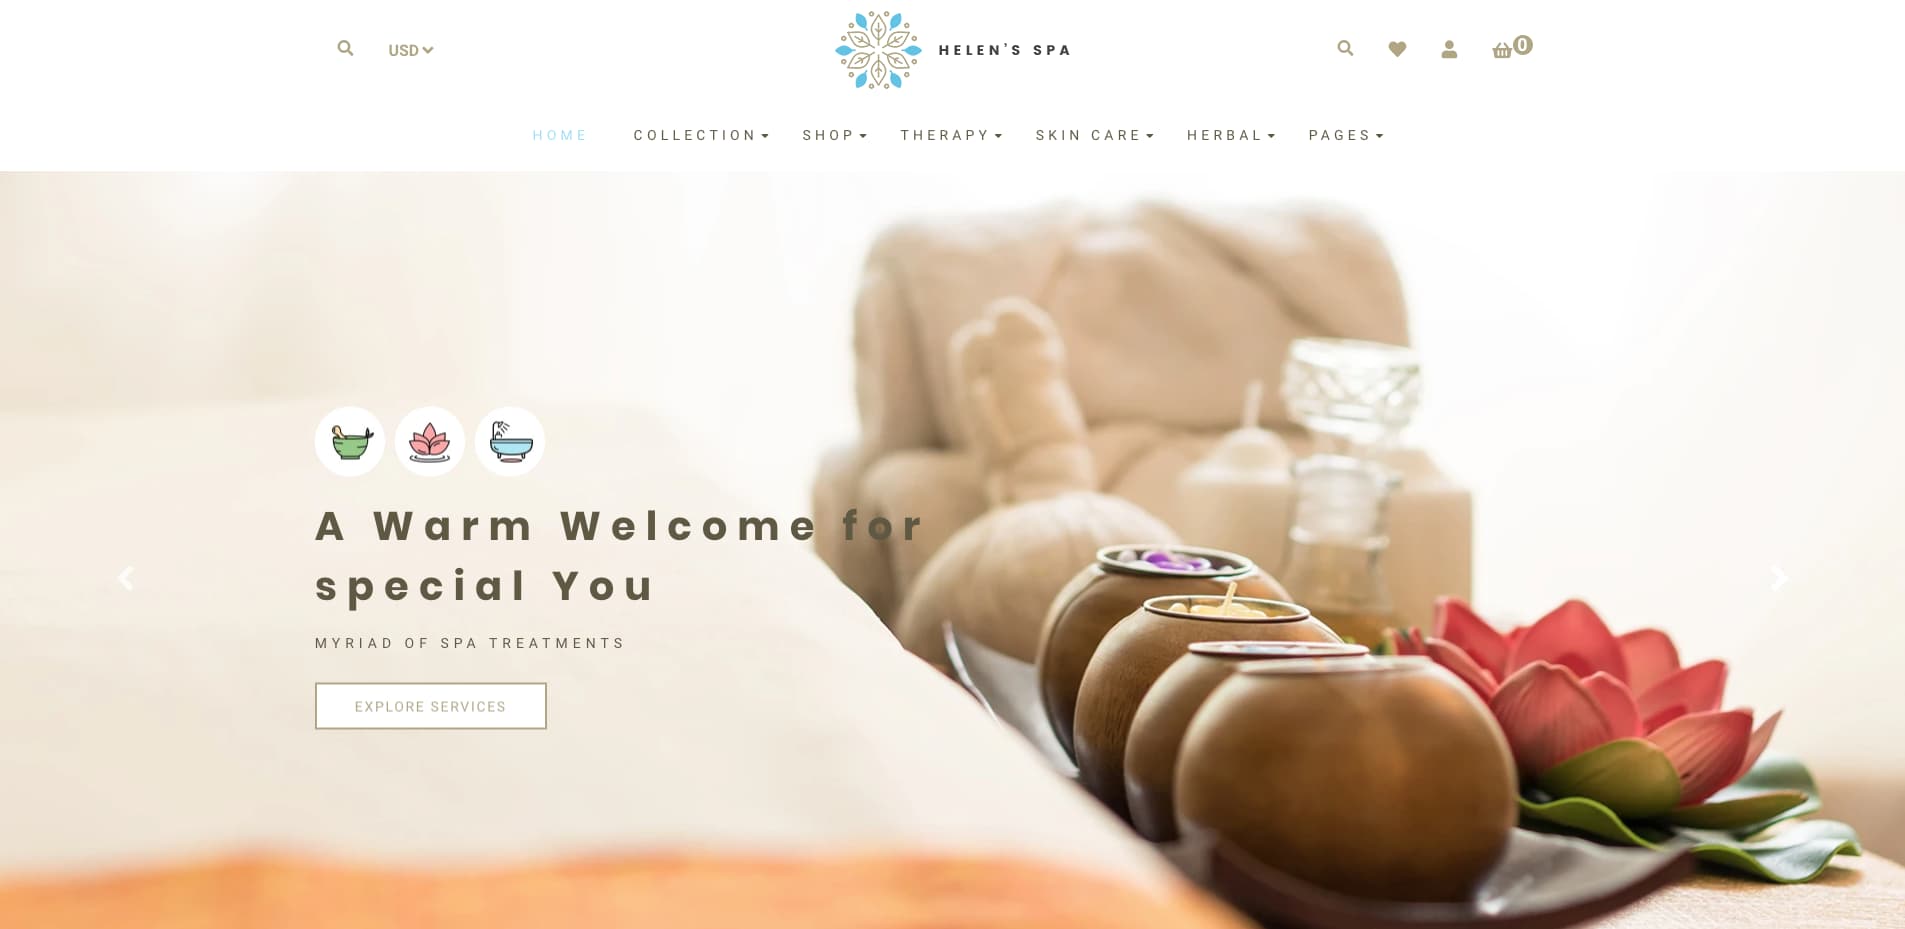 USD
HELEN'S SPA
0
HOME COLLECTION SHOP THERAPY SKIN CARE HERBAL PAGES
A Warm Welcome for
special You
MYRIAD OF SPA TREATMENTS
EXPLORE SERVICES